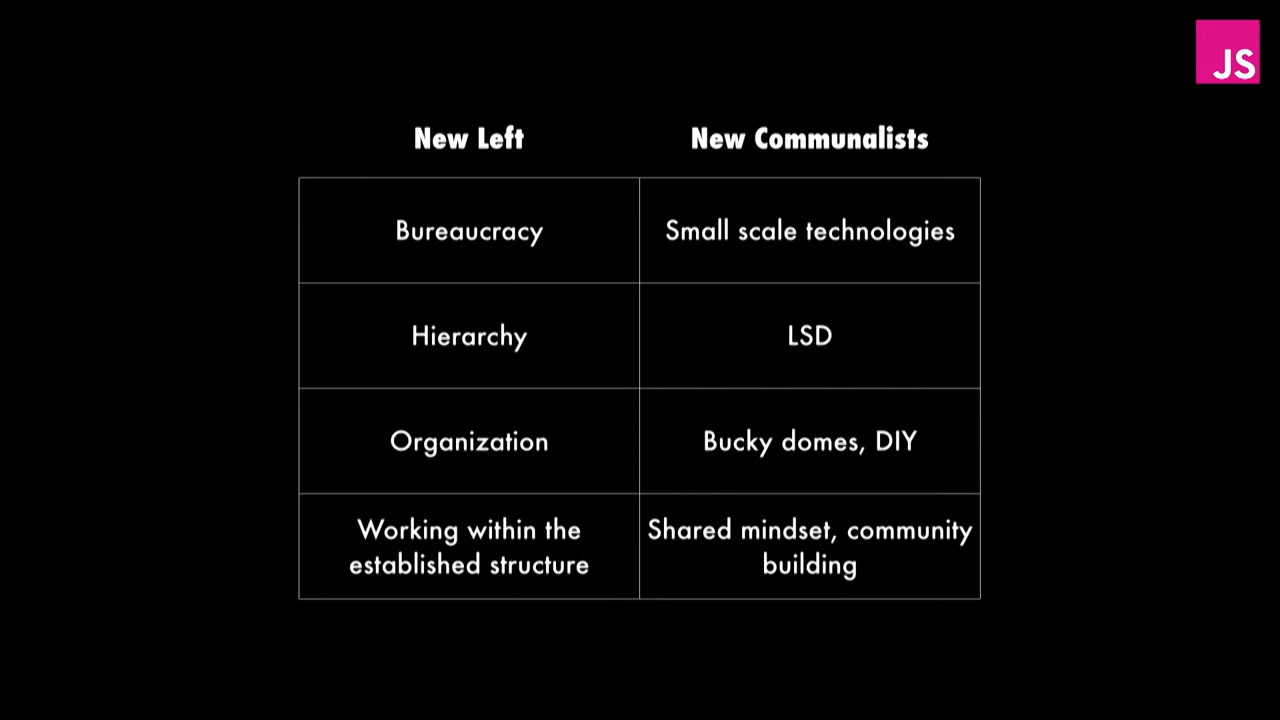 JS
New Left New Communalists
Bureaucracy Small scale technologies
Hierarchy LSD
Organization Bucky domes, DIY
Working within the Shared mindset, community
established structure building